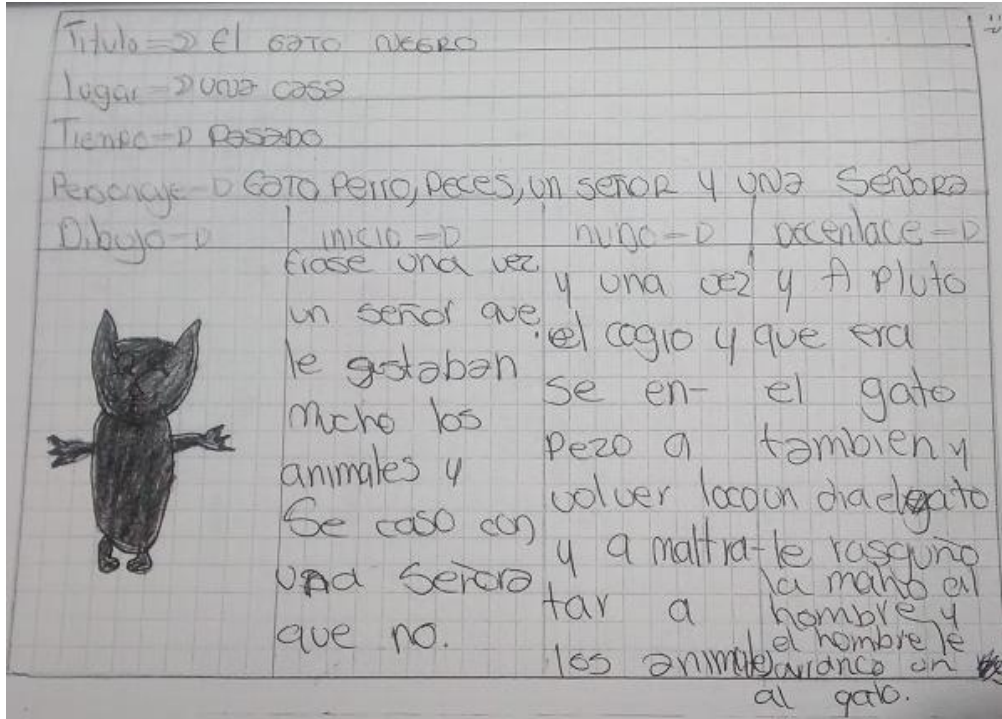 Titulo => El GATO NEGRO
lugar => UNA CASA
Tiempo => PASADO
Personaje => GATO Perro, Peces, un SEÑOR Y UNA SEÑORA
Dibujo =>
inicio =>
Erase una vez
un señor que
le gustaban
mucho los
animales y
Se caso con
una Señora
que no.
nudo =>
y una vez
el cogio y
se en-
pezo a
volver loco
y a maltra-
tar a
los animales
decenlace =>
y A Pluto
que era
el gato
tambien y
un dia el gato
le rasguño
la mano al
hombre y
el hombre le
arranco un
al gato.